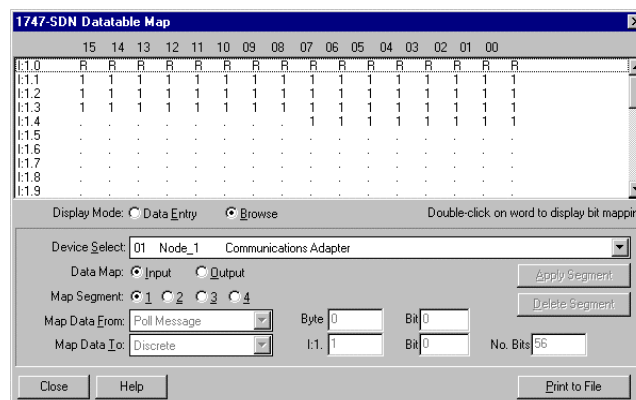 1747-SDN Datatable Map
15 14 13 12 11 10 09 08 07 06 05 04 03 02 01 00
I:1.0 R R R R R R R R R R R R R R R R
I:1.1 1 1 1 1 1 1 1 1 1 1 1 1 1 1 1 1
I:1.2 1 1 1 1 1 1 1 1 1 1 1 1 1 1 1 1
I:1.3 1 1 1 1 1 1 1 1 1 1 1 1 1 1 1 1
I:1.4 . . . . . . . . 1 1 1 1 1 1 1 1
I:1.5 . . . . . . . . . . . . . . . .
I:1.6 . . . . . . . . . . . . . . . .
I:1.7 . . . . . . . . . . . . . . . .
I:1.8 . . . . . . . . . . . . . . . .
I:1.9 . . . . . . . . . . . . . . . .
Display Mode: Data Entry Browse Double-click on word to display bit mappin
Device Select: 01 Node_1 Communications Adapter
Data Map: Input Output Apply Segment
Map Segment: 1 2 3 4 Delete Segment
Map Data From: Poll Message Byte 0 Bit 0
Map Data To: Discrete I:1. 1 Bit 0 No. Bits 56
Close Help Print to File